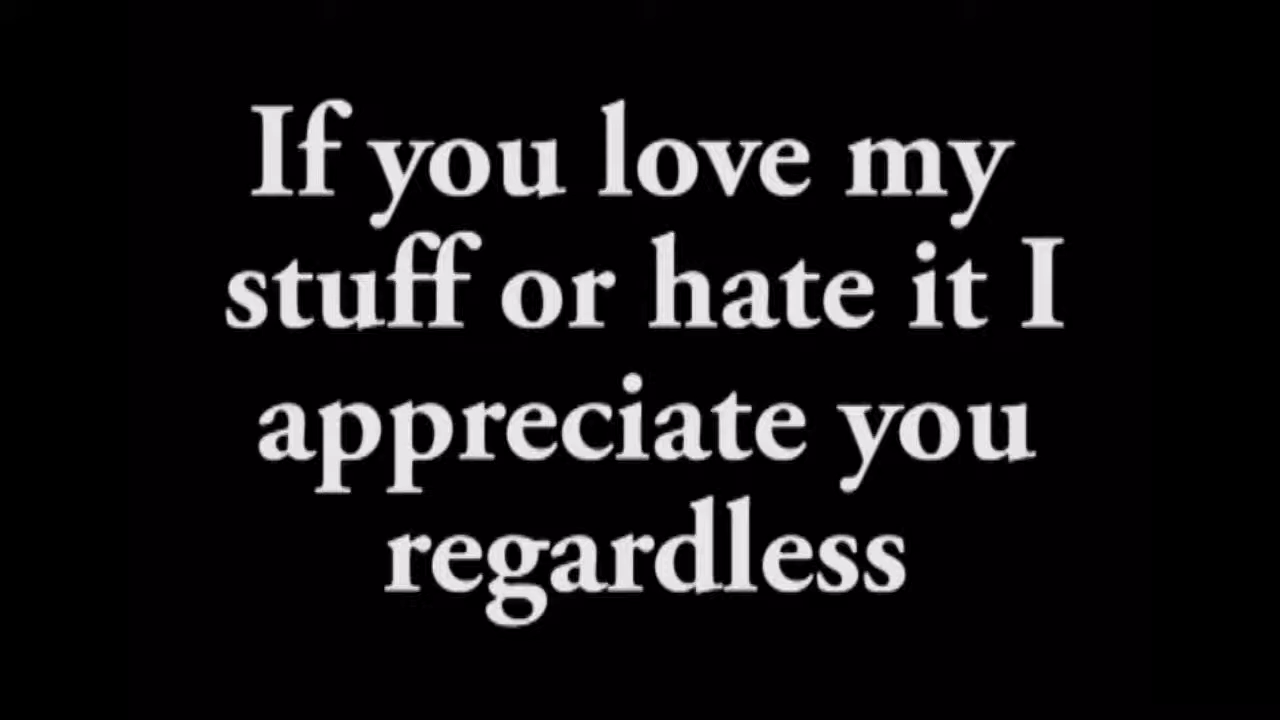 If you love my
stuff or hate it I
appreciate you
regardless